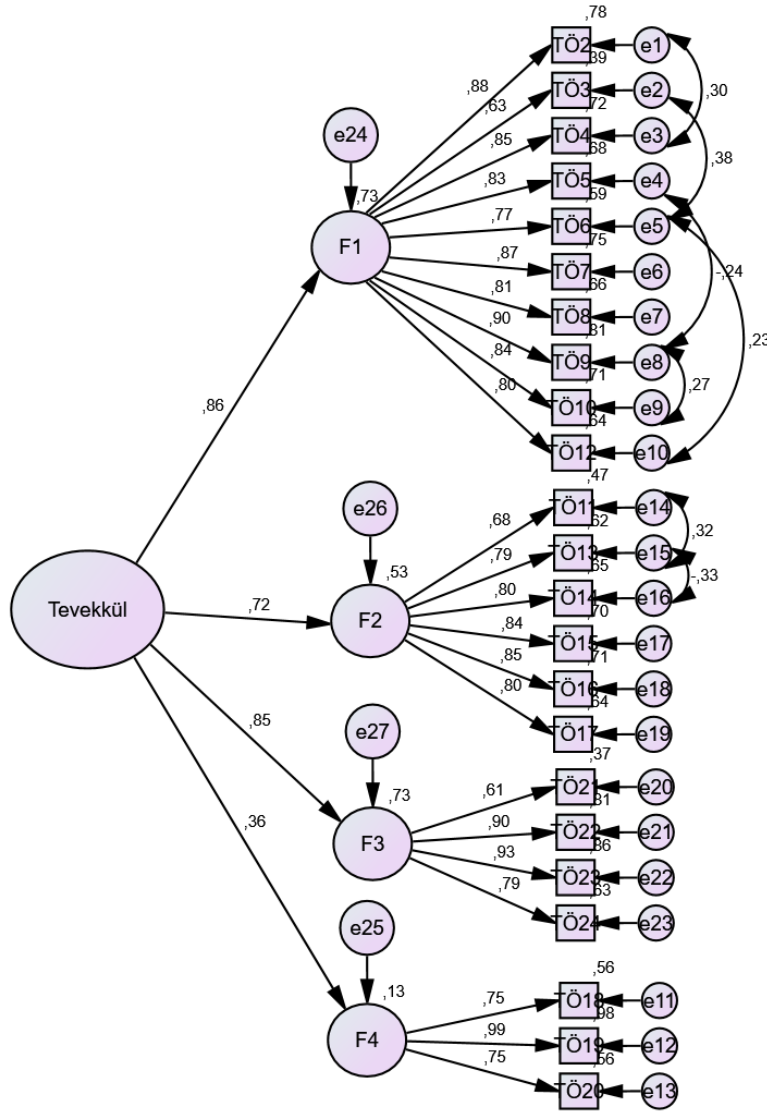 ,78
TÖ2 e1
,39
,88
TÖ3 e2
,30
,63
,72
e24
,85
TÖ4 e3
,68
,38
,73
,83
TÖ5 e4
,59
F1
,77
TÖ6 e5
,75
,87
TÖ7 e6
-,24
,66
,81
TÖ8 e7
,81
,90
TÖ9 e8
,23
,71
,84
,27
TÖ10 e9
,64
,80
,86
TÖ12 e10
,47
e26
,68
TÖ11 e14
,62
,32
,79
TÖ13 e15
,65
,53
,80
-,33
TÖ14 e16
,70
Tevekkül
,72
F2
,84
TÖ15 e17
,71
,85
TÖ16 e18
,64
,80
TÖ17 e19
,37
e27
,85
,73
,61
TÖ21 e20
,81
,90
TÖ22 e21
,86
,36
F3
,93
TÖ23 e22
,63
,79
TÖ24 e23
e25
,56
,13
,75
TÖ18 e11
,98
F4
,99
TÖ19 e12
,56
,75
TÖ20 e13